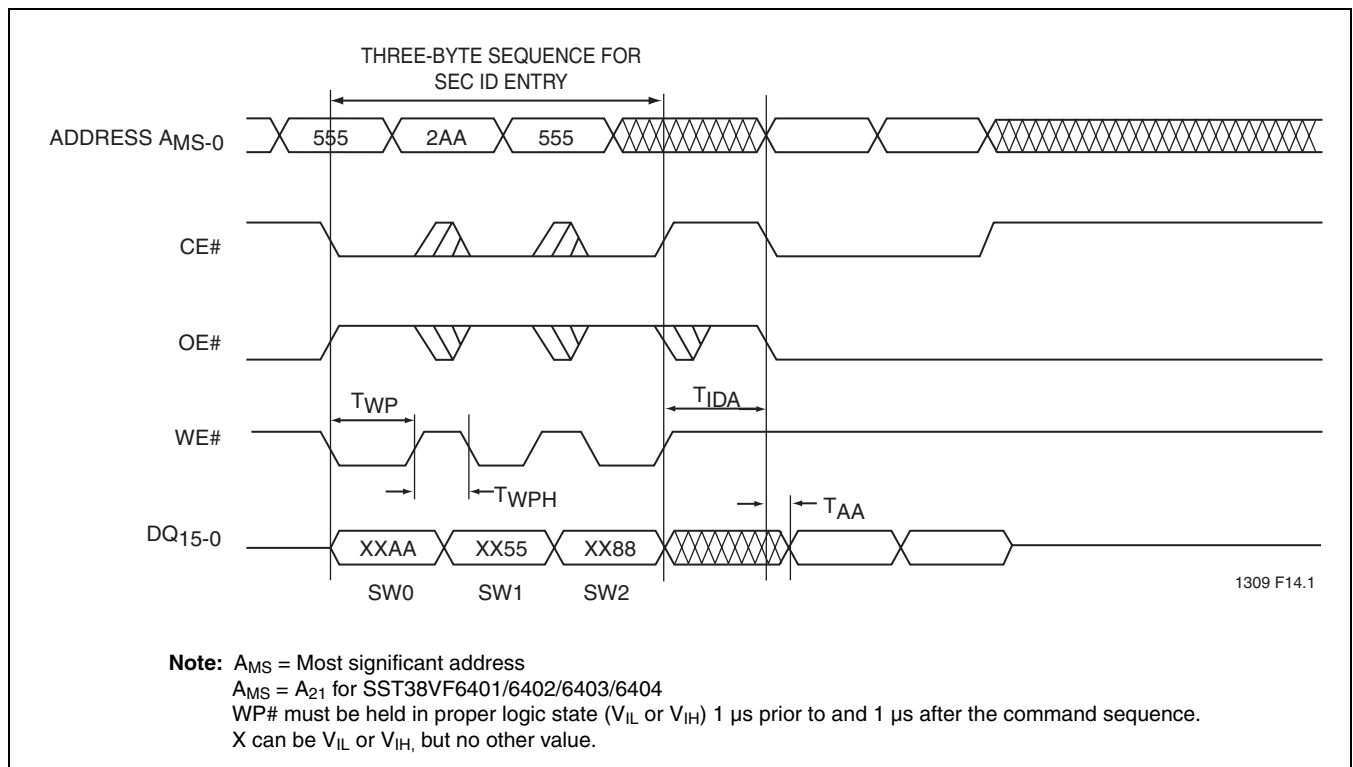 THREE-BYTE SEQUENCE FOR
SEC ID ENTRY
ADDRESS AMS-0
555
2AA
555
CE#
OE#
TWP
TIDA
WE#
TWPH
TAA
DQ15-0
XXAA
XX55
XX88
SW0
SW1
SW2
1309 F14.1
Note: AMS = Most significant address
AMS = A21 for SST38VF6401/6402/6403/6404
WP# must be held in proper logic state (VIL or VIH) 1 µs prior to and 1 µs after the command sequence.
X can be VIL or VIH, but no other value.